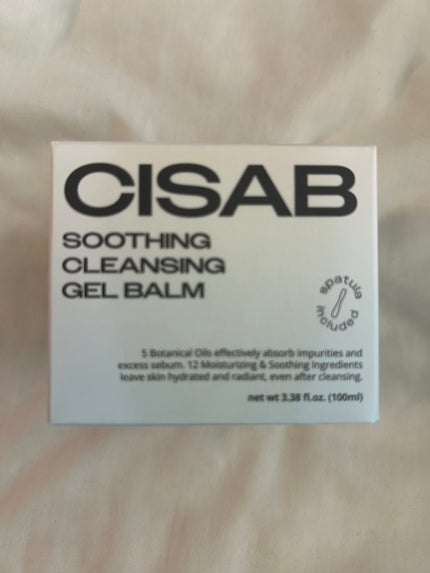 CISAB
SOOTHING
CLEANSING
GEL BALM
spatula
included
5 Botanical Oils effectively absorb impurities and
excess sebum. 12 Moisturizing & Soothing Ingredients
leave skin hydrated and radiant, even after cleansing.
net wt 3.38 fl.oz. (100ml)